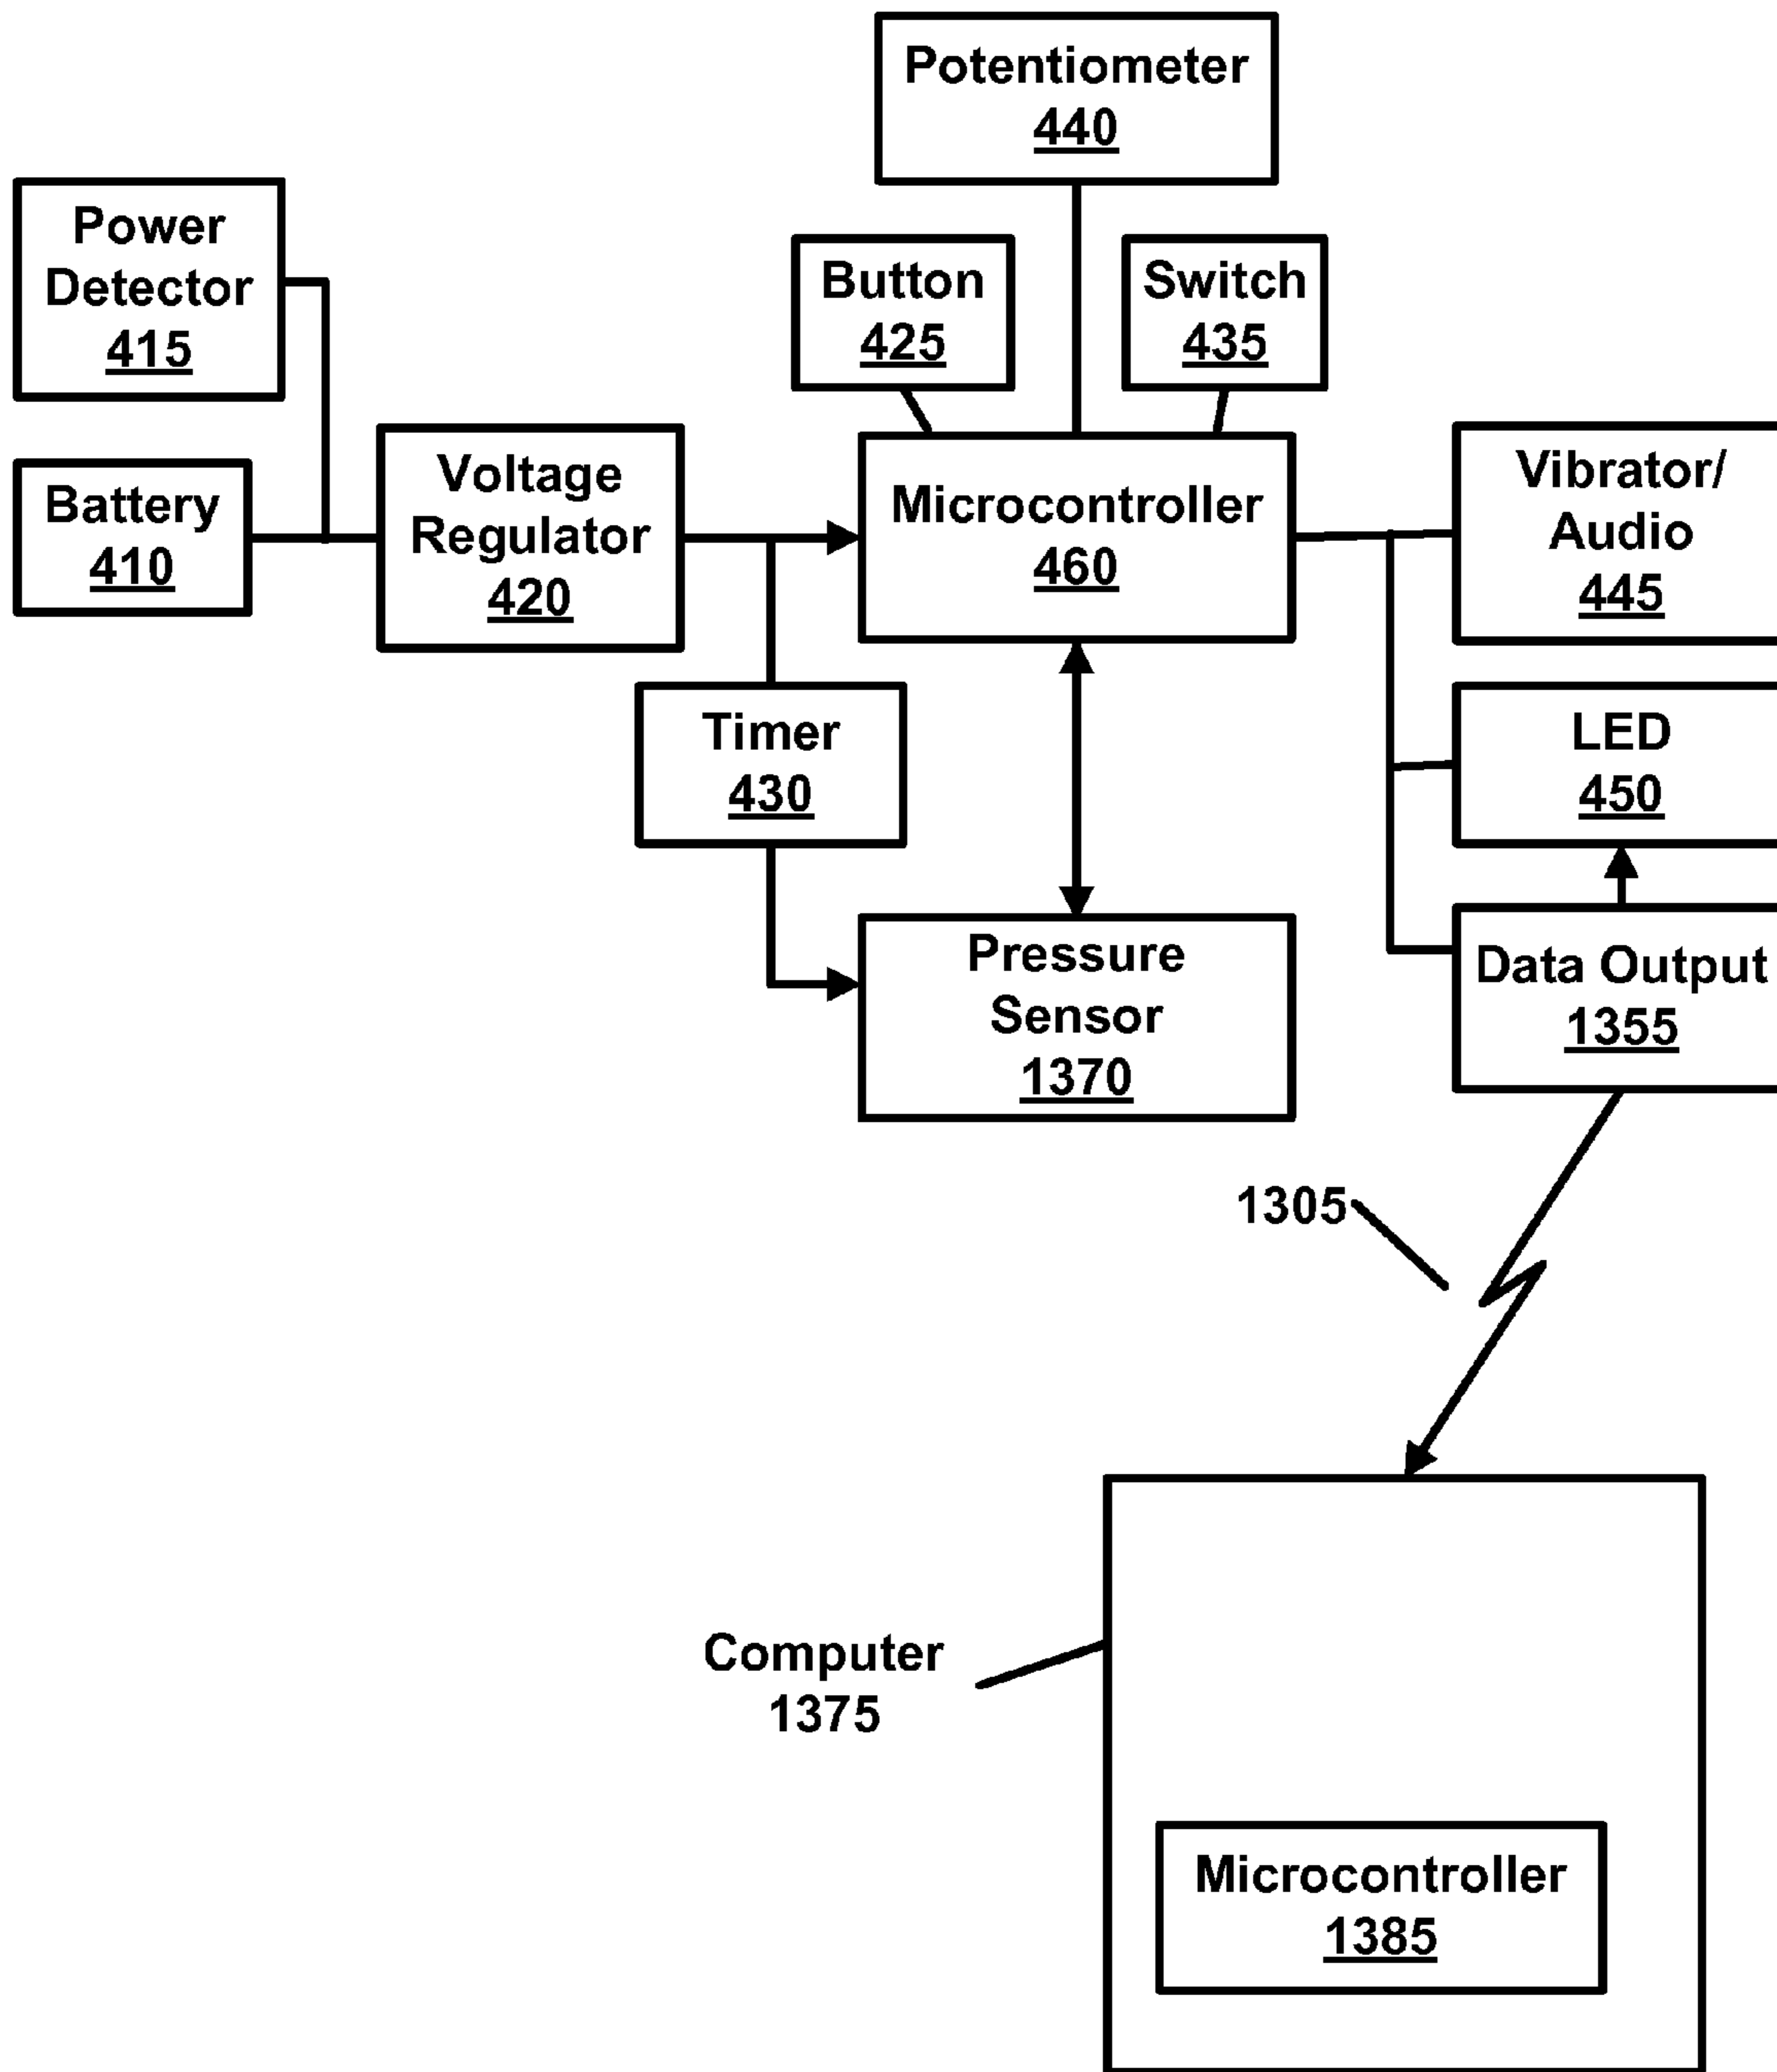 Potentiometer
440
Power
Detector
415
Button
425
Switch
435
Battery
410
Voltage
Regulator
420
Microcontroller
460
Vibrator/
Audio
445
Timer
430
LED
450
Pressure
Sensor
1370
Data Output
1355
1305
Computer
1375
Microcontroller
1385